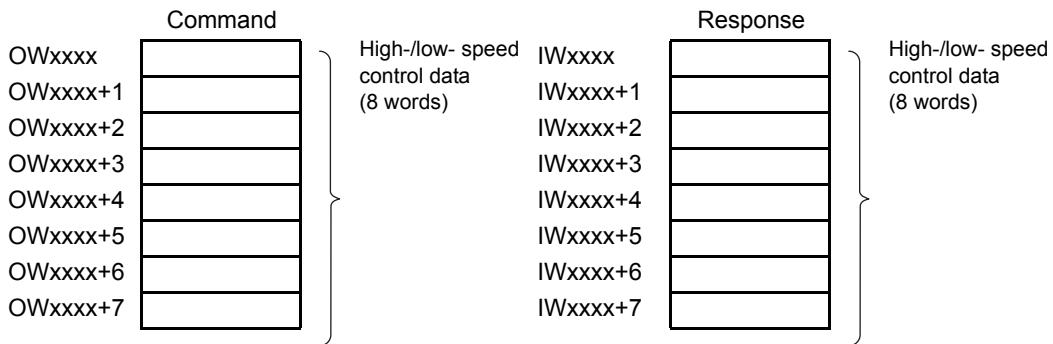 Command
OWxxxx
OWxxxx+1
OWxxxx+2
OWxxxx+3
OWxxxx+4
OWxxxx+5
OWxxxx+6
OWxxxx+7
High-/low- speed
control data
(8 words)
Response
IWxxxx
IWxxxx+1
IWxxxx+2
IWxxxx+3
IWxxxx+4
IWxxxx+5
IWxxxx+6
IWxxxx+7
High-/low- speed
control data
(8 words)